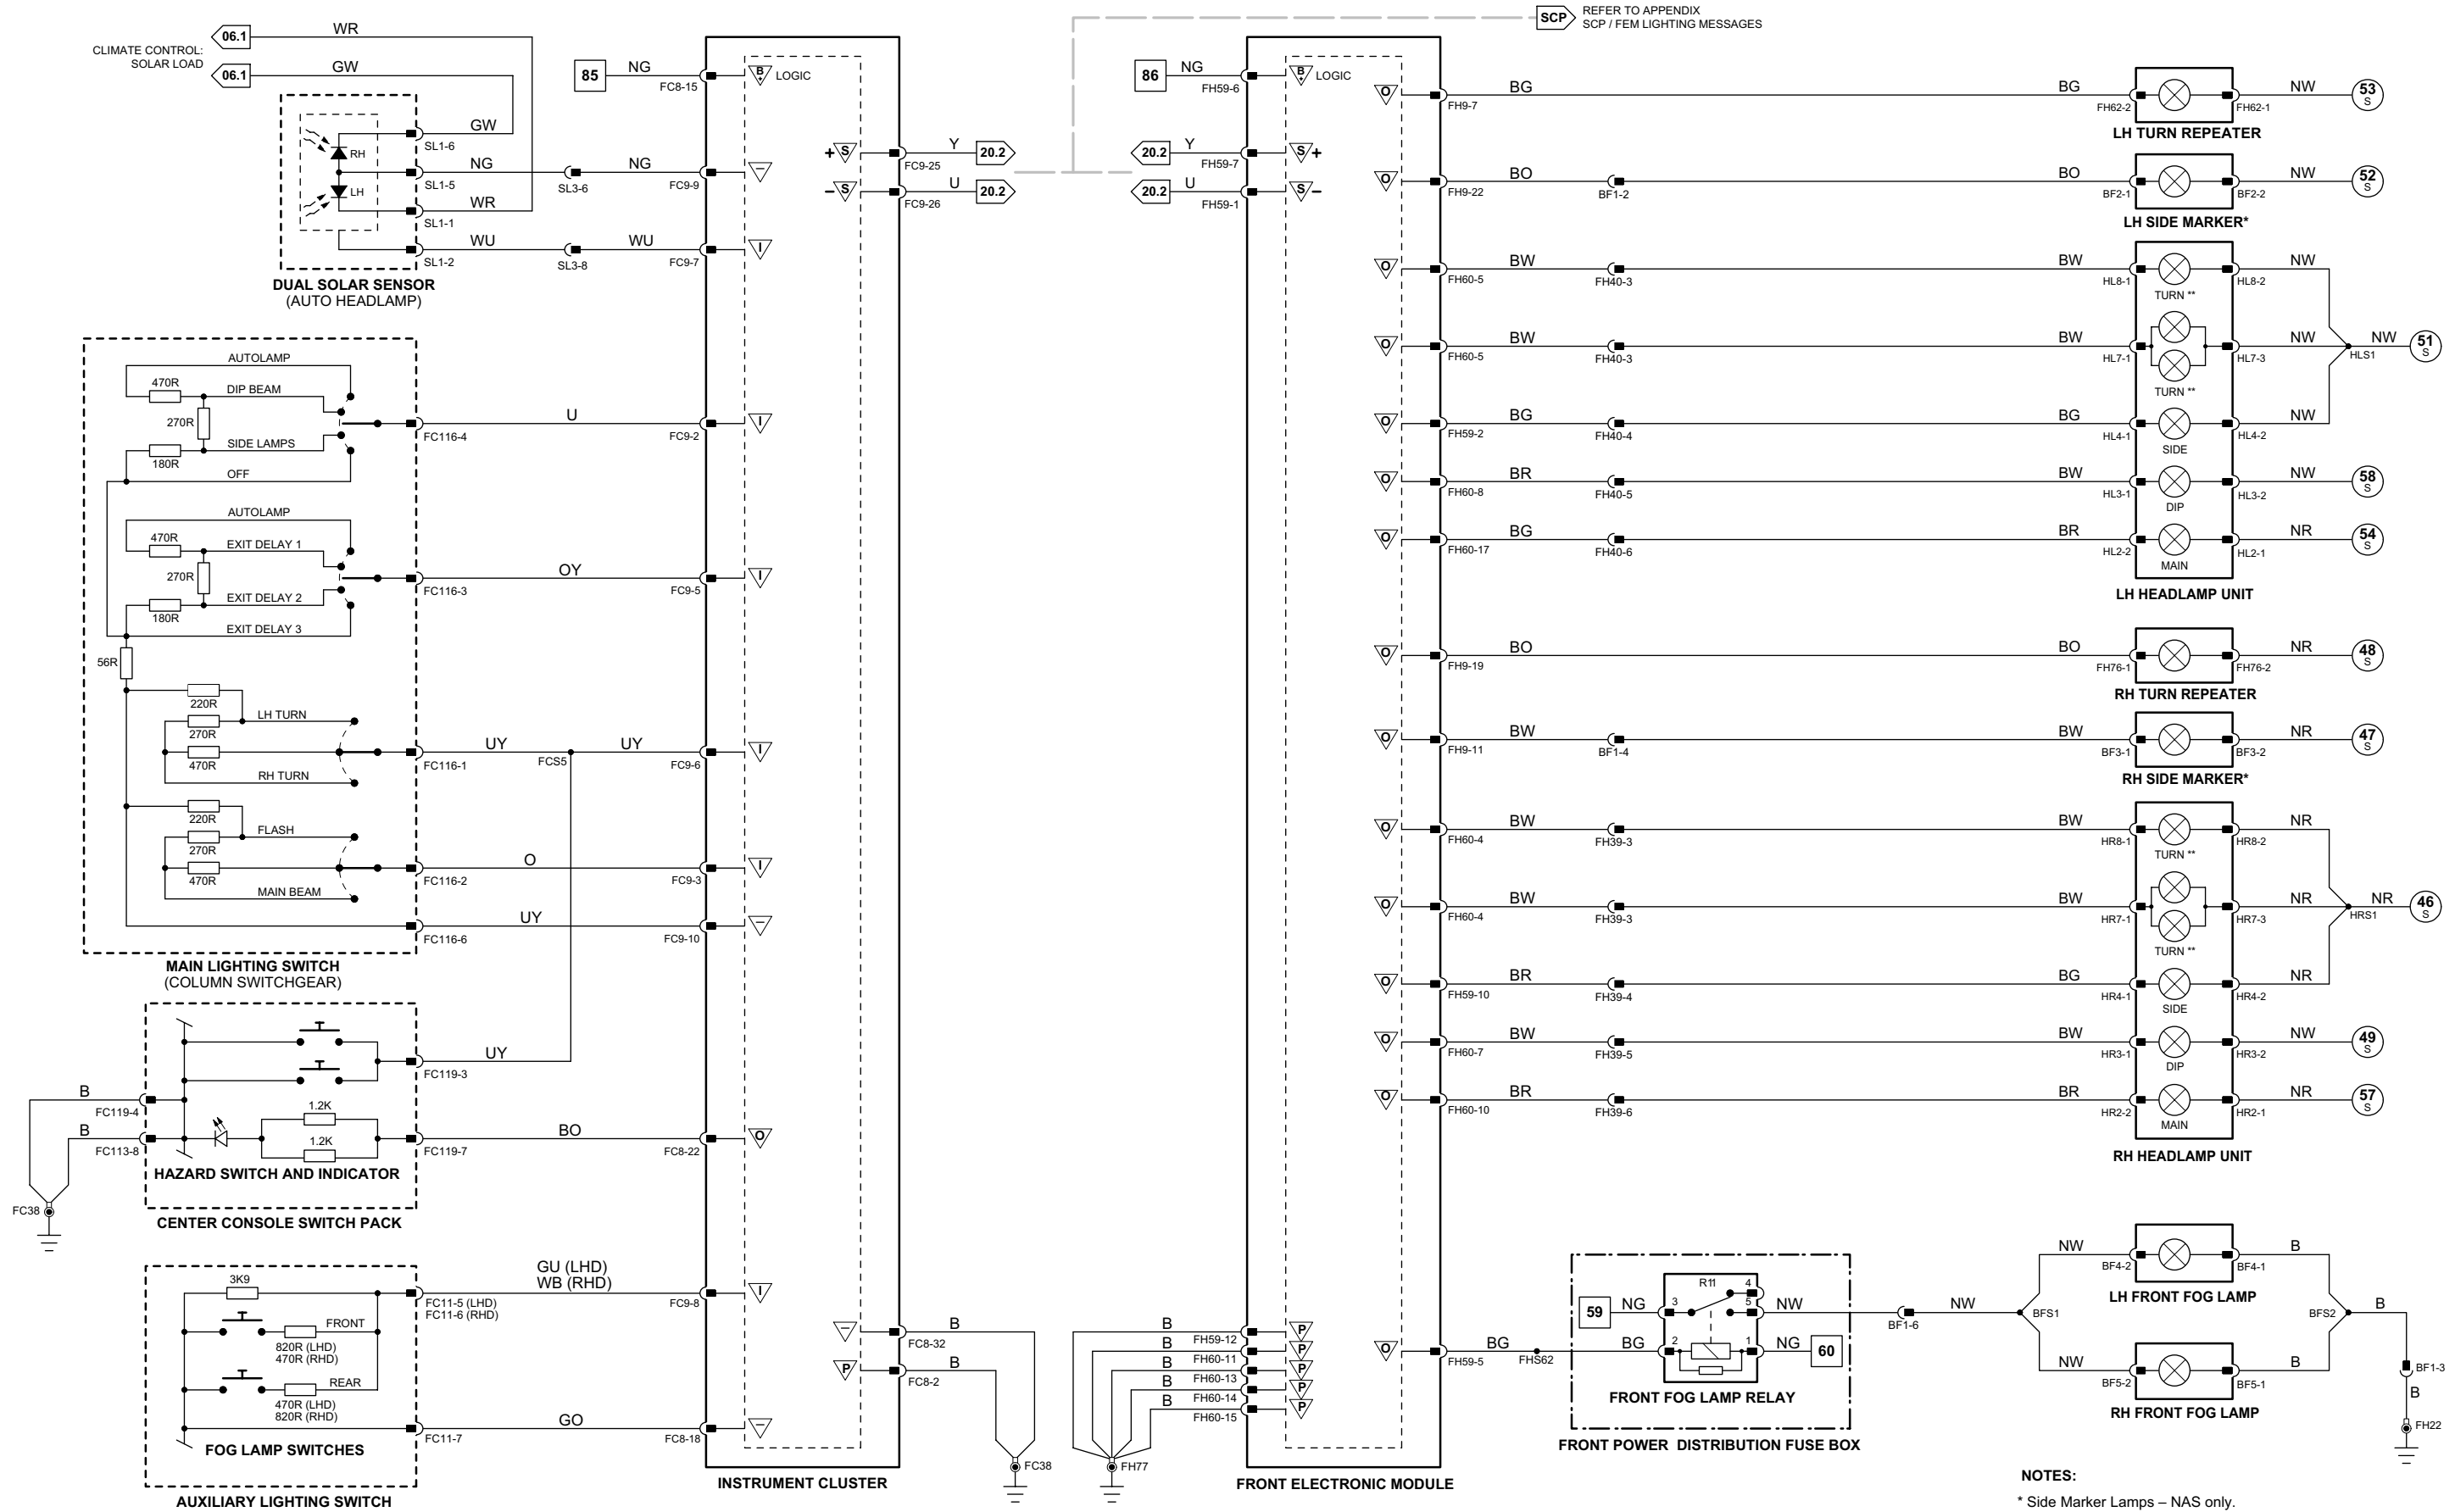 SCP REFER TO APPENDIX
SCP / FEM LIGHTING MESSAGES
06.1 WR
CLIMATE CONTROL:
SOLAR LOAD
06.1 GW
GW
SL1-6
RH
NG SL3-6 NG
SL1-5 FC9-9
LH
WR
SL1-1
WU WU
SL1-2 SL3-8 FC9-7
DUAL SOLAR SENSOR
(AUTO HEADLAMP)
AUTOLAMP
470R
DIP BEAM
270R
U
FC116-4 FC9-2
SIDE LAMPS
180R
OFF
AUTOLAMP
470R
EXIT DELAY 1
270R
OY
FC116-3 FC9-5
EXIT DELAY 2
180R
EXIT DELAY 3
56R
220R
LH TURN
270R
UY UY
FC116-1 FCS5 FC9-6
470R
RH TURN
220R
FLASH
270R
O
FC116-2 FC9-3
470R
MAIN BEAM
UY
FC116-6 FC9-10
MAIN LIGHTING SWITCH
(COLUMN SWITCHGEAR)
UY
FC119-3
B
FC119-4
1.2K
B
FC113-8
1.2K
BO
FC119-7 FC8-22
HAZARD SWITCH AND INDICATOR
FC38
CENTER CONSOLE SWITCH PACK
3K9
GU (LHD)
WB (RHD)
FC11-5 (LHD)
FC11-6 (RHD)
FC9-8
FRONT
820R (LHD)
470R (RHD)
REAR
470R (LHD)
820R (RHD)
GO
FC11-7 FC8-18
FOG LAMP SWITCHES
AUXILIARY LIGHTING SWITCH
85 NG
FC8-15
B+ LOGIC
+ S Y 20.2
FC9-25
– S U 20.2
FC9-26
–
I
I
I
I
I
–
O
I
–
– B
FC8-32
P B
FC8-2
FC38
INSTRUMENT CLUSTER
86 NG
FH59-6
B+ LOGIC
20.2 Y S +
FH59-7
20.2 U S –
FH59-1
B P
FH59-12
B P
FH60-11
B P
FH60-13
B P
FH60-14
B P
FH60-15
FH77
FRONT ELECTRONIC MODULE
O BG BG NW 53 S
FH9-7 FH62-2 FH62-1
LH TURN REPEATER
O BO BO NW 52 S
FH9-22 BF1-2 BF2-1 BF2-2
LH SIDE MARKER*
O BW BW NW
FH60-5 FH40-3 HL8-1 HL8-2
TURN **
O BW BW NW NW 51 S
FH60-5 FH40-3 HL7-1 HL7-3 HLS1
TURN **
O BG BG NW
FH59-2 FH40-4 HL4-1 HL4-2
SIDE
O BR BW NW 58 S
FH60-8 FH40-5 HL3-1 HL3-2
DIP
O BG BR NR 54 S
FH60-17 FH40-6 HL2-2 HL2-1
MAIN
LH HEADLAMP UNIT
O BO BO NR 48 S
FH9-19 FH76-1 FH76-2
RH TURN REPEATER
O BW BW NR 47 S
FH9-11 BF1-4 BF3-1 BF3-2
RH SIDE MARKER*
O BW BW NR
FH60-4 FH39-3 HR8-1 HR8-2
TURN **
O BW BW NR NR 46 S
FH60-4 FH39-3 HR7-1 HR7-3 HRS1
TURN **
O BR BG NR
FH59-10 FH39-4 HR4-1 HR4-2
SIDE
O BW BW NW 49 S
FH60-7 FH39-5 HR3-1 HR3-2
DIP
O BR BR NR 57 S
FH60-10 FH39-6 HR2-2 HR2-1
MAIN
RH HEADLAMP UNIT
R11 4
59 NG 3 5 NW NW
BF1-6 BFS1
O BG BG 2 1 NG 60
FH59-5 FHS62
FRONT FOG LAMP RELAY
FRONT POWER DISTRIBUTION FUSE BOX
NW B
BF4-2 BF4-1
LH FRONT FOG LAMP
BFS2 B
NW B
BF5-2 BF5-1
RH FRONT FOG LAMP
BF1-3
B
FH22
NOTES:
* Side Marker Lamps – NAS only.